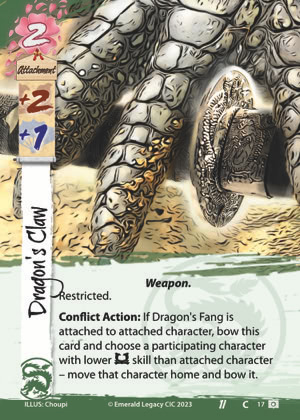 2
Attachment
+2
+1
Dragon's Claw
Weapon.
Restricted.
Conflict Action: If Dragon's Fang is
attached to attached character, bow this
card and choose a participating character
with lower skill than attached character
– move that character home and bow it.
ILLUS: Choupi
© Emerald Legacy CIC 2023
C
17